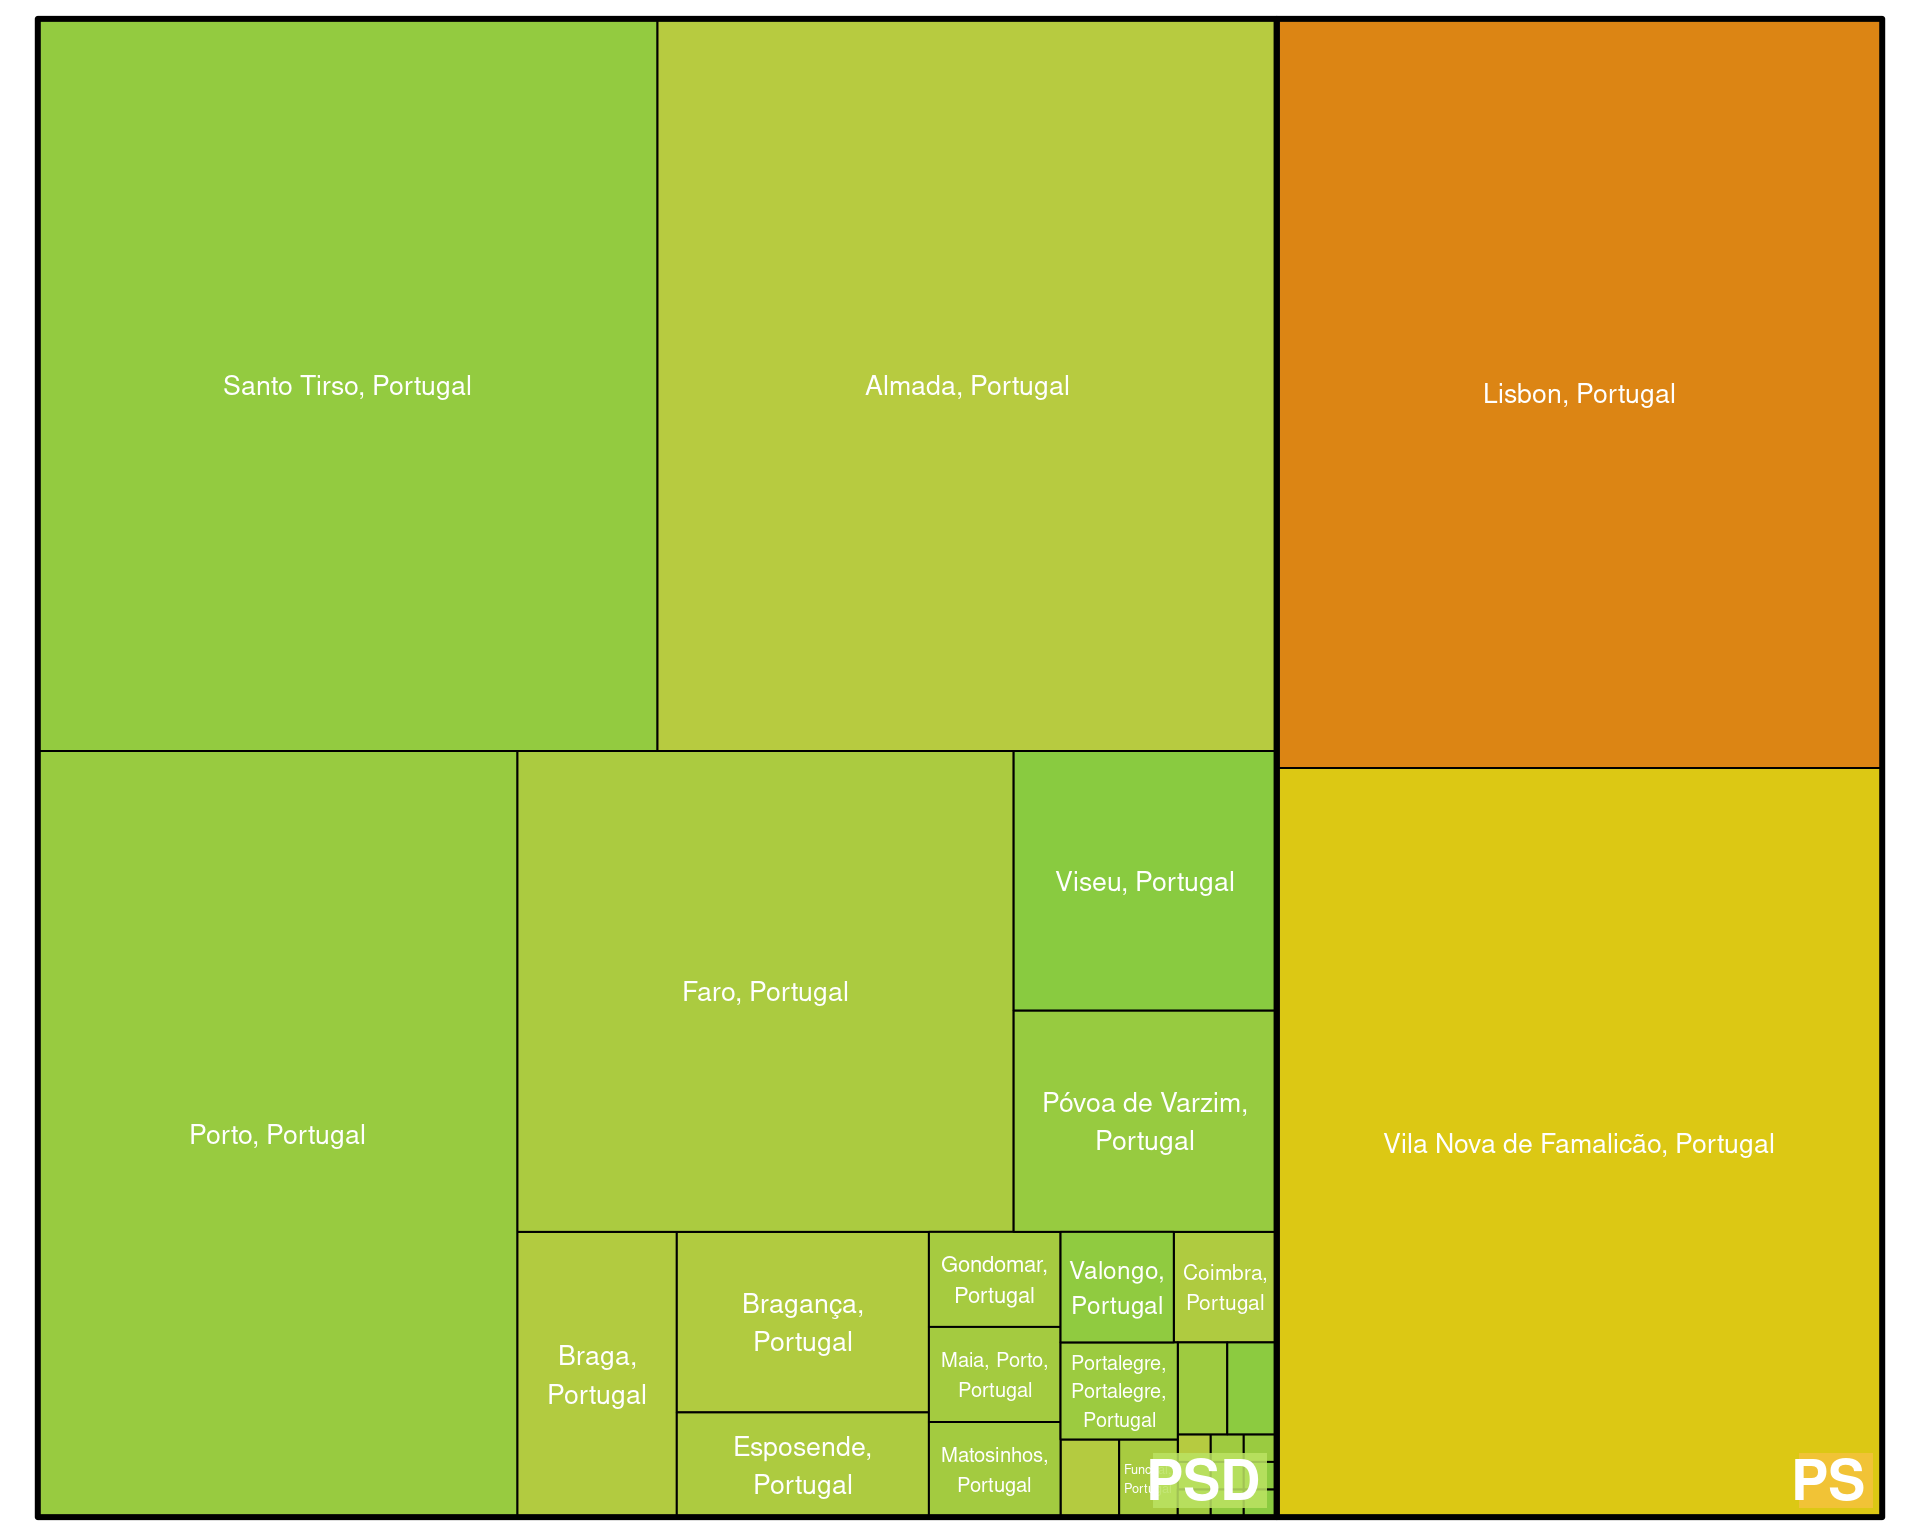 Santo Tirso, Portugal
Almada, Portugal
Lisbon, Portugal
Porto, Portugal
Faro, Portugal
Viseu, Portugal
Póvoa de Varzim,
Portugal
Vila Nova de Famalicão, Portugal
Braga,
Portugal
Bragança,
Portugal
Esposende,
Portugal
Gondomar,
Portugal
Maia, Porto,
Portugal
Matosinhos,
Portugal
Valongo,
Portugal
Coimbra,
Portugal
Portalegre,
Portalegre,
Portugal
PSD
PS